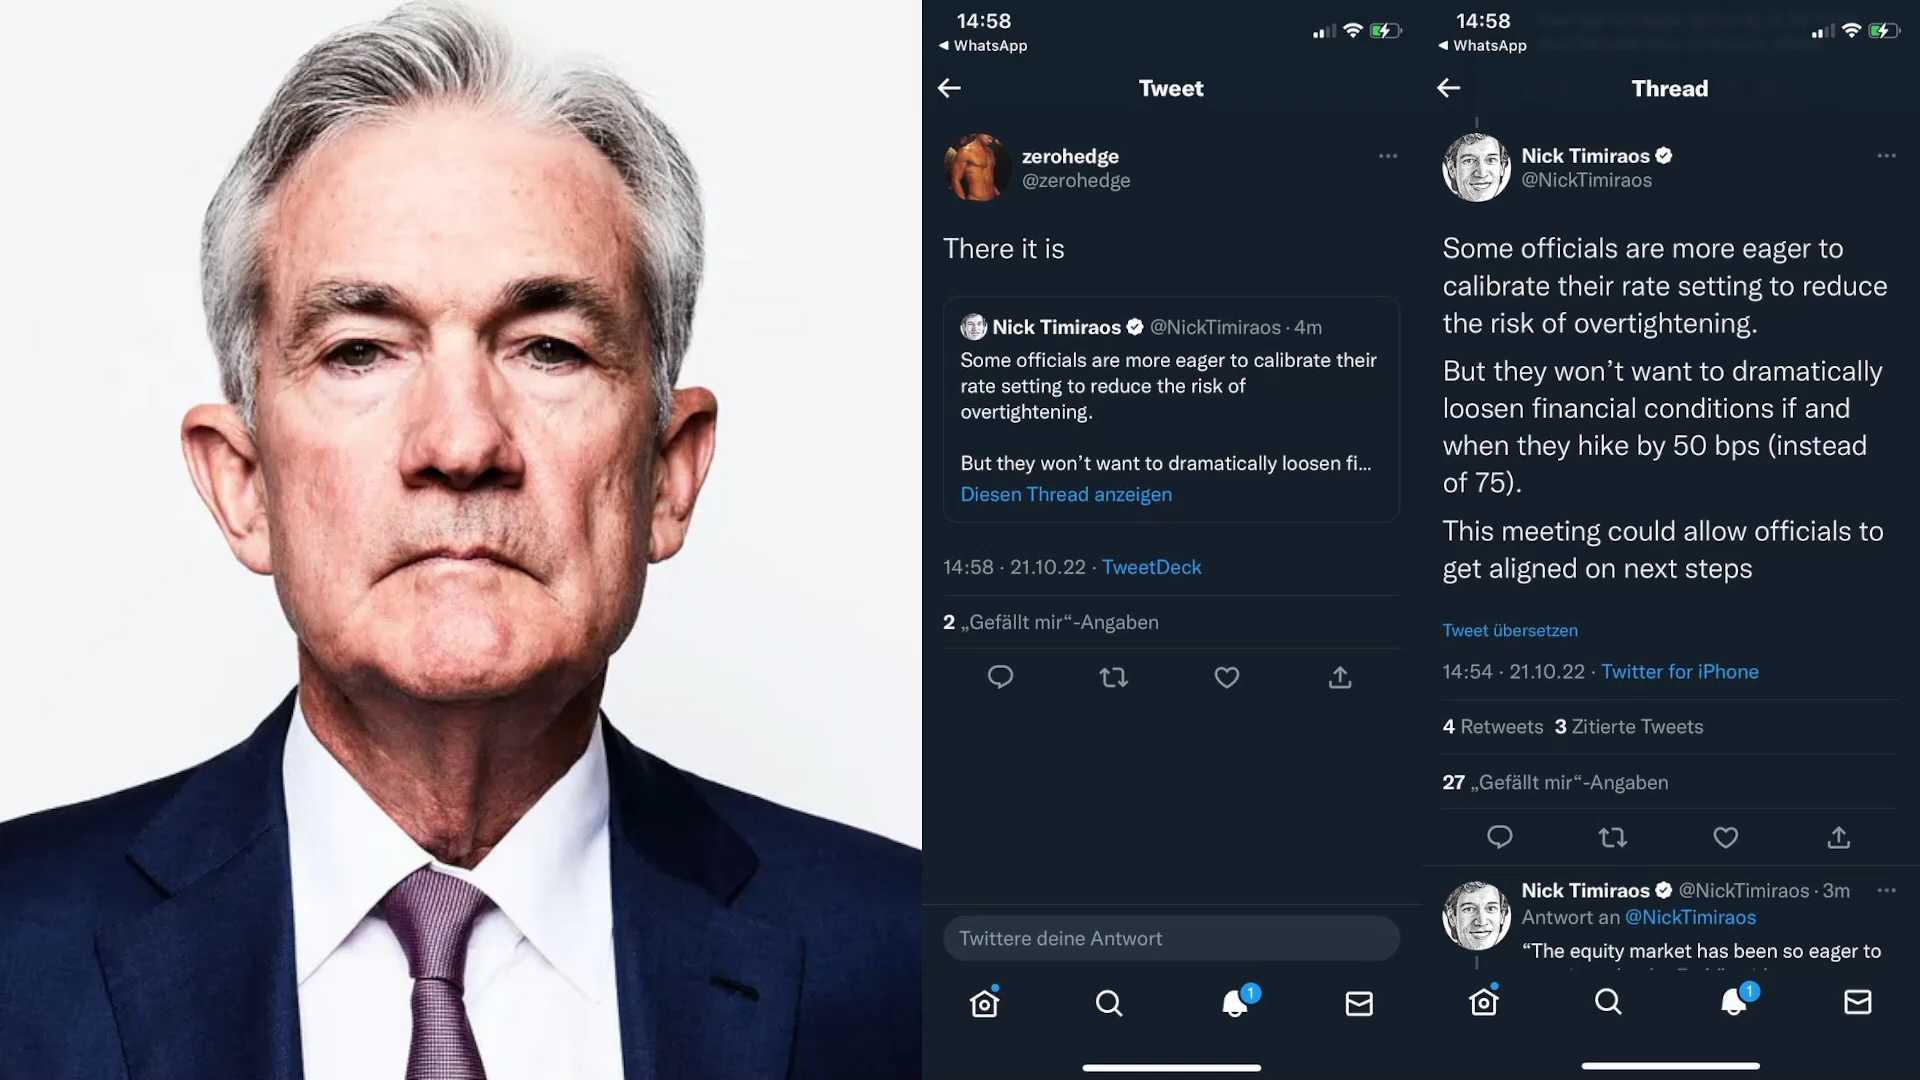 14:58
WhatsApp
Tweet
zerohedge
@zerohedge
There it is
Nick Timiraos @NickTimiraos · 4m
Some officials are more eager to calibrate their
rate setting to reduce the risk of
overtightening.
But they won’t want to dramatically loosen fi...
Diesen Thread anzeigen
14:58 · 21.10.22 · TweetDeck
2 „Gefällt mir“-Angaben
Twittere deine Antwort
1
14:58
WhatsApp
Thread
Nick Timiraos
@NickTimiraos
Some officials are more eager to
calibrate their rate setting to reduce
the risk of overtightening.
But they won’t want to dramatically
loosen financial conditions if and
when they hike by 50 bps (instead
of 75).
This meeting could allow officials to
get aligned on next steps
Tweet übersetzen
14:54 · 21.10.22 · Twitter for iPhone
4 Retweets 3 Zitierte Tweets
27 „Gefällt mir“-Angaben
Nick Timiraos @NickTimiraos · 3m
Antwort an @NickTimiraos
“The equity market has been so eager to
1